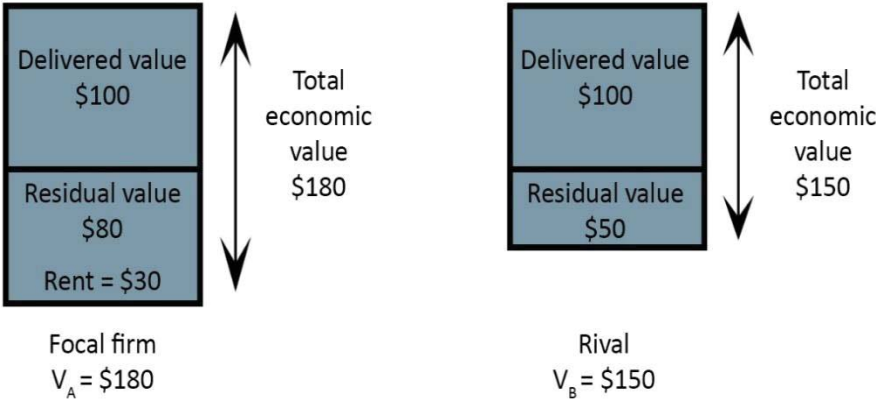 Delivered value
$100
Residual value
$80
Rent = $30
Total
economic
value
$180
Focal firm
V_A = $180
Delivered value
$100
Residual value
$50
Total
economic
value
$150
Rival
V_B = $150